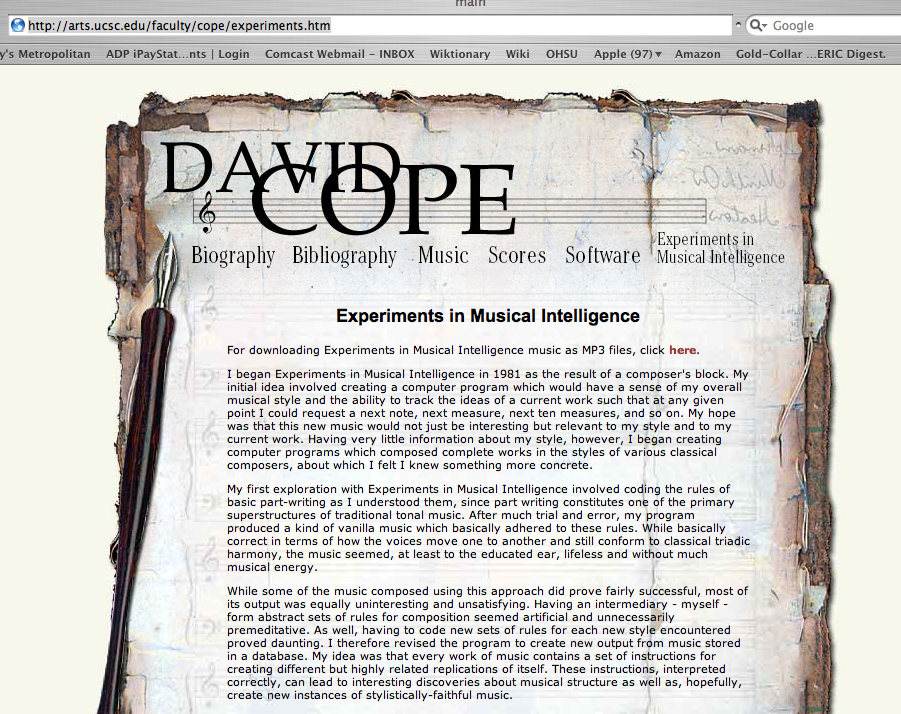 main
http://arts.ucsc.edu/faculty/cope/experiments.htm
Google
y's Metropolitan ADP iPayStat...nts | Login Comcast Webmail – INBOX Wiktionary Wiki OHSU Apple (97) Amazon Gold-Collar ...ERIC Digest.
DAVID
COPE
Biography Bibliography Music Scores Software Experiments in
Musical Intelligence
Experiments in Musical Intelligence
For downloading Experiments in Musical Intelligence music as MP3 files, click here.
I began Experiments in Musical Intelligence in 1981 as the result of a composer's block. My
initial idea involved creating a computer program which would have a sense of my overall
musical style and the ability to track the ideas of a current work such that at any given
point I could request a next note, next measure, next ten measures, and so on. My hope
was that this new music would not just be interesting but relevant to my style and to my
current work. Having very little information about my style, however, I began creating
computer programs which composed complete works in the styles of various classical
composers, about which I felt I knew something more concrete.
My first exploration with Experiments in Musical Intelligence involved coding the rules of
basic part-writing as I understood them, since part writing constitutes one of the primary
superstructures of traditional tonal music. After much trial and error, my program
produced a kind of vanilla music which basically adhered to these rules. While basically
correct in terms of how the voices move one to another and still conform to classical triadic
harmony, the music seemed, at least to the educated ear, lifeless and without much
musical energy.
While some of the music composed using this approach did prove fairly successful, most of
its output was equally uninteresting and unsatisfying. Having an intermediary - myself -
form abstract sets of rules for composition seemed artificial and unnecessarily
premeditative. As well, having to code new sets of rules for each new style encountered
proved daunting. I therefore revised the program to create new output from music stored
in a database. My idea was that every work of music contains a set of instructions for
creating different but highly related replications of itself. These instructions, interpreted
correctly, can lead to interesting discoveries about musical structure as well as, hopefully,
create new instances of stylistically-faithful music.